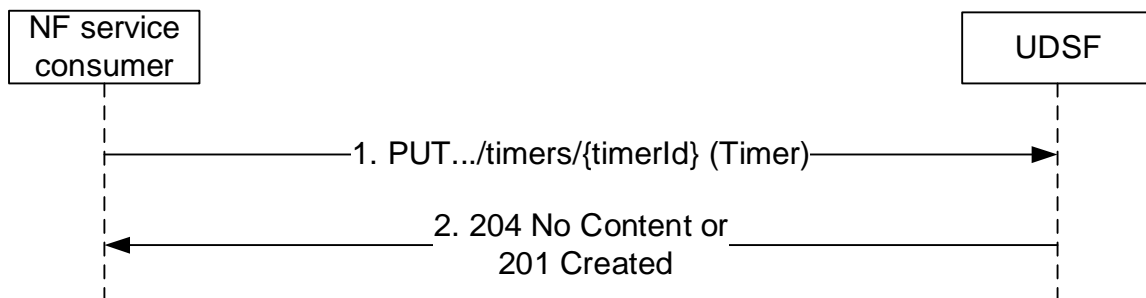 NF service
consumer
UDSF
1. PUT.../timers/{timerId} (Timer)
2. 204 No Content or
201 Created